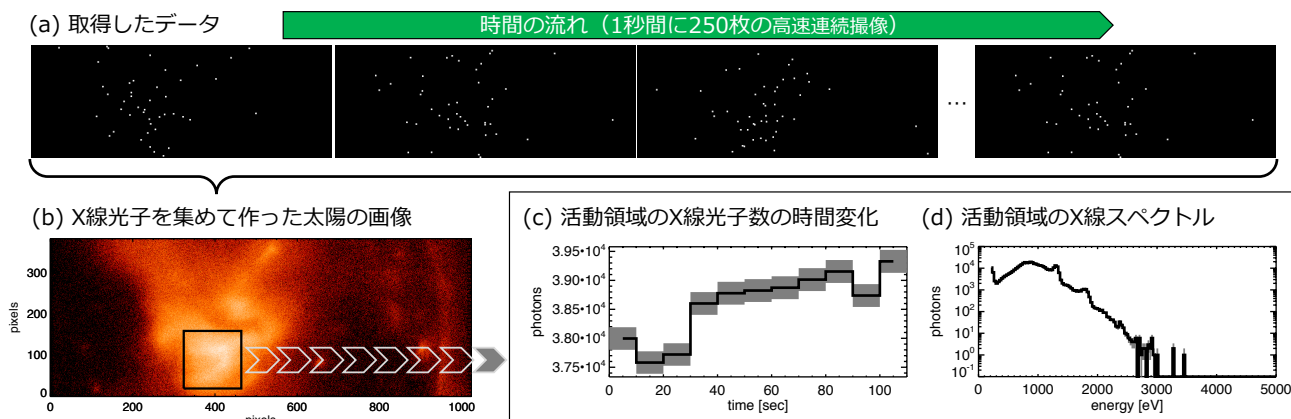 (a) 取得したデータ
時間の流れ（1秒間に250枚の高速連続撮像）
...
(b) X線光子を集めて作った太陽の画像
(c) 活動領域のX線光子数の時間変化
(d) 活動領域のX線スペクトル
pixels
300
200
100
0
0 200 400 600 800 1000
pixels
photons
3.95•10⁴
3.90•10⁴
3.85•10⁴
3.80•10⁴
3.75•10⁴
0 20 40 60 80 100
time [sec]
photons
10⁵
10⁴
10³
10²
10¹
10⁰
10⁻¹
0 1000 2000 3000 4000 5000
energy [eV]